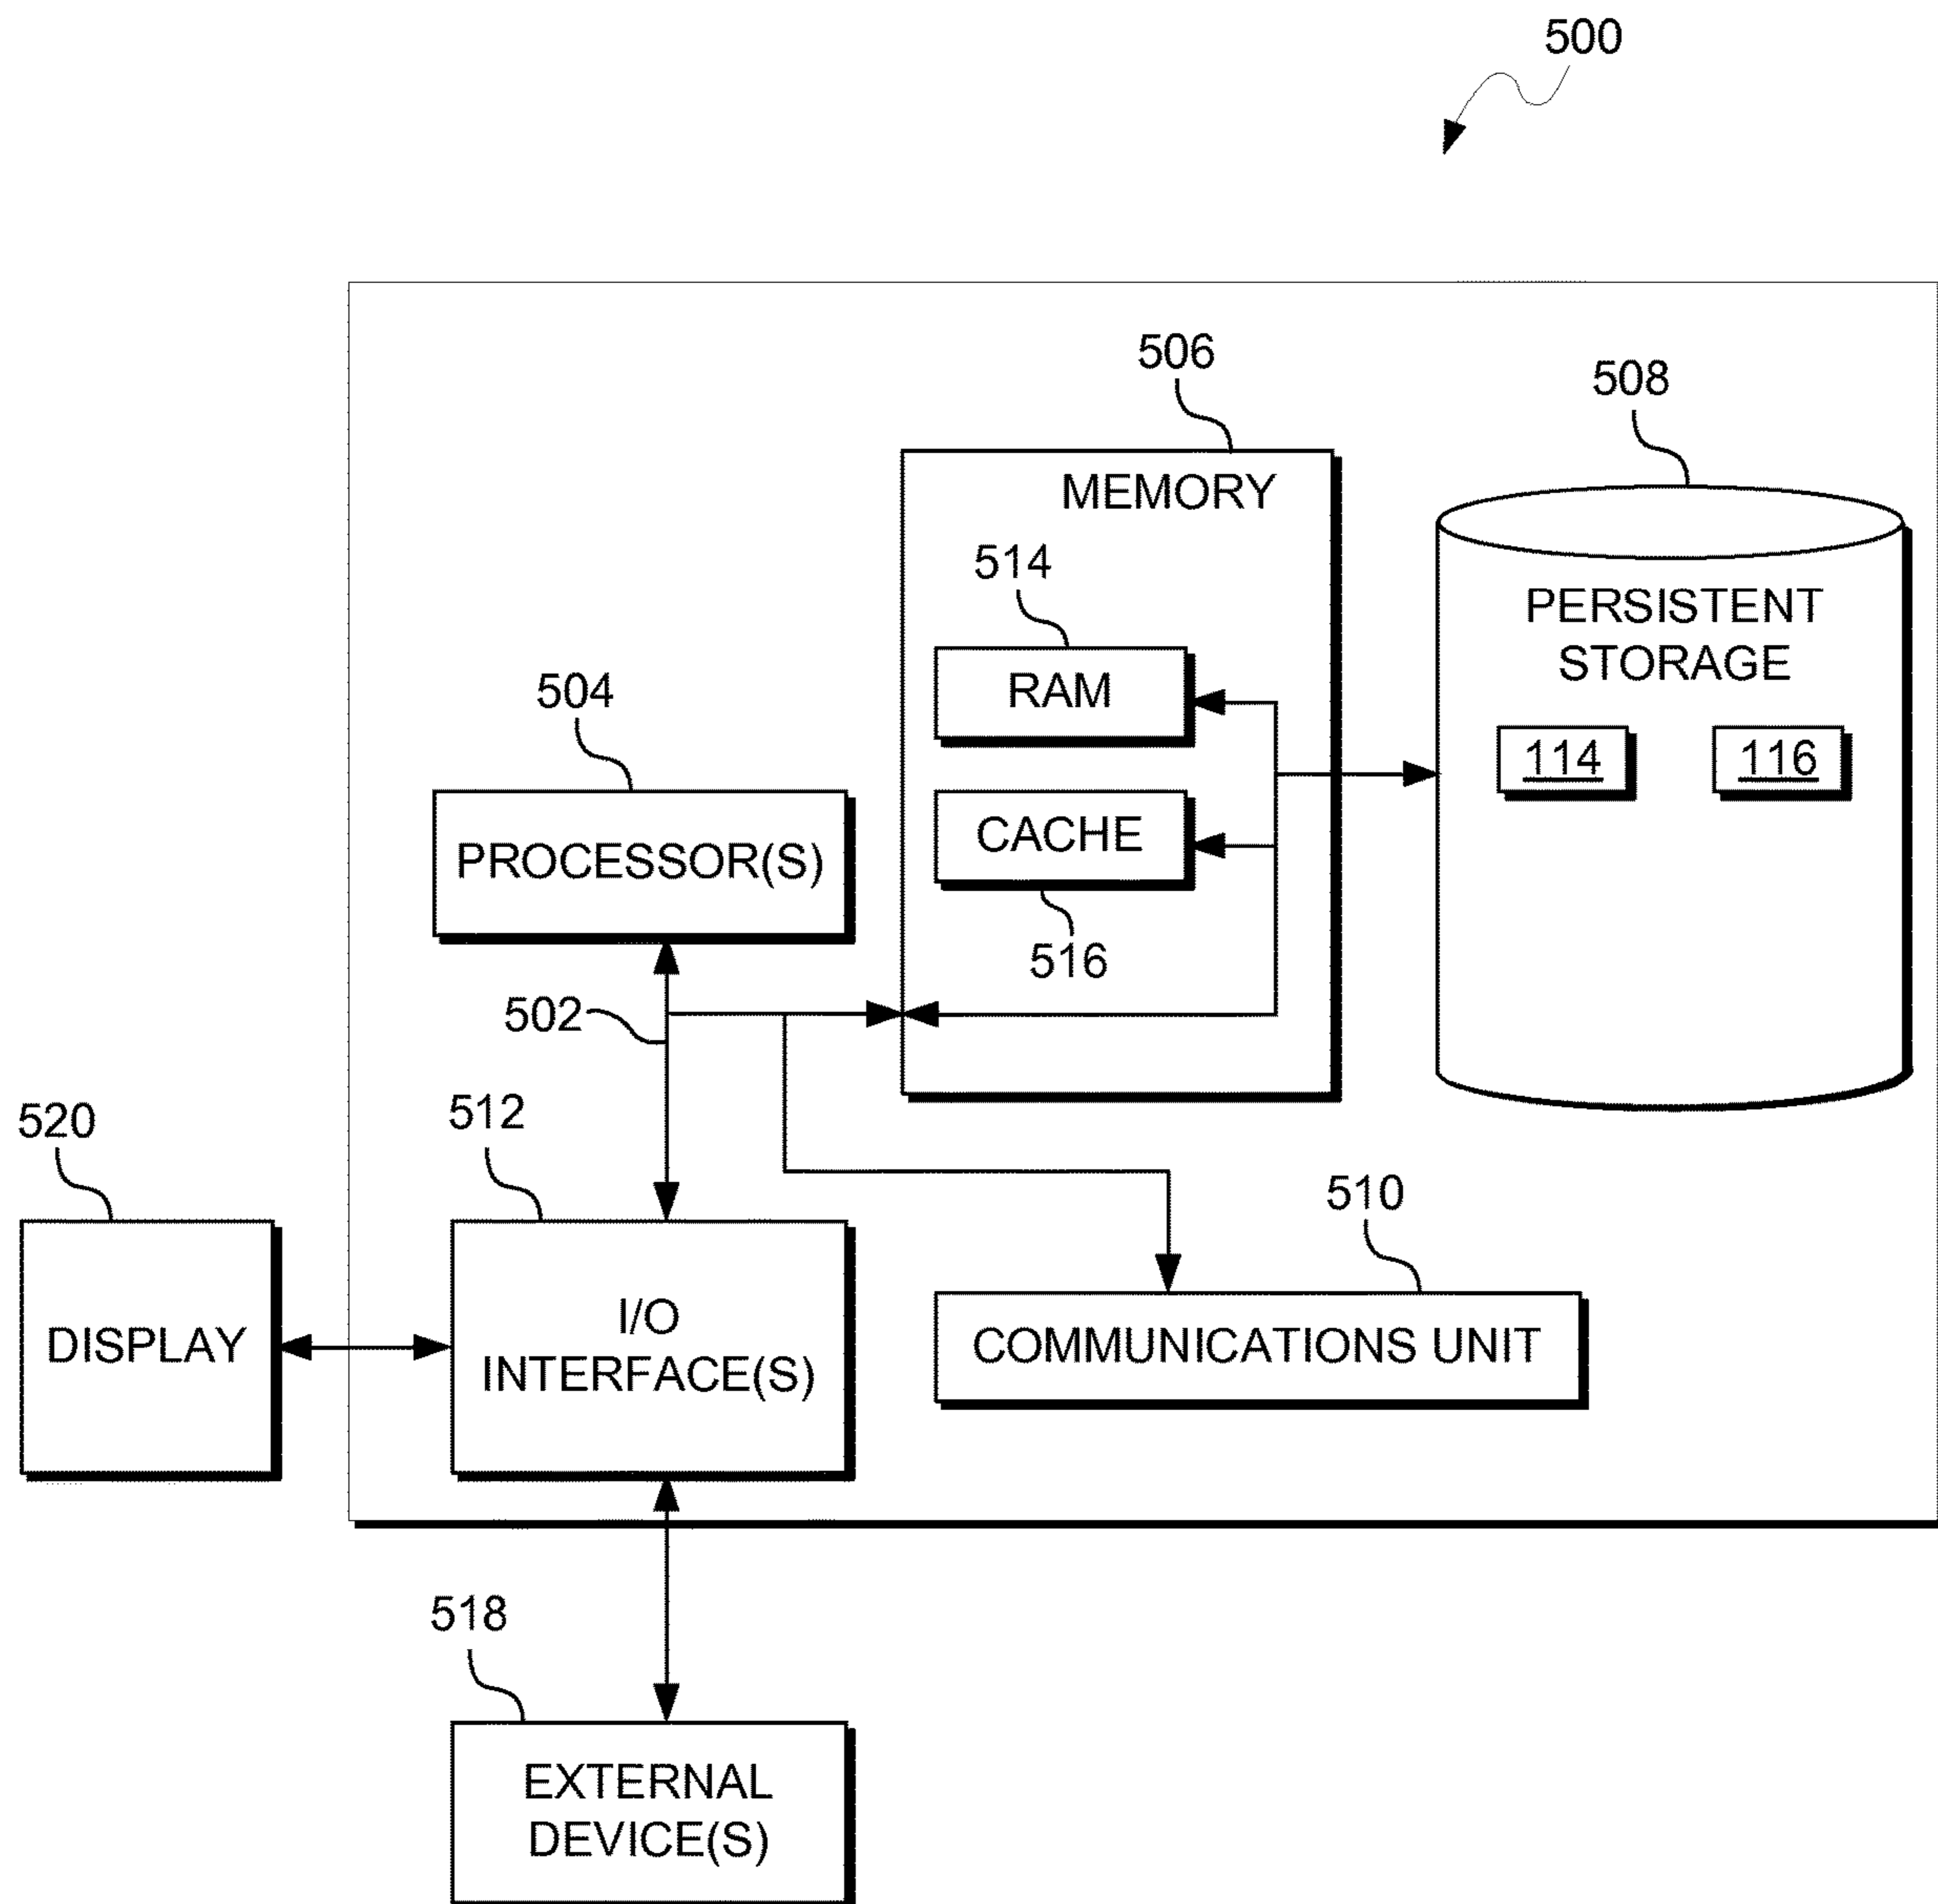 500
506
508
MEMORY
514
PERSISTENT
STORAGE
RAM
504
114
116
CACHE
PROCESSOR(S)
516
502
520
512
510
I/O
INTERFACE(S)
DISPLAY
COMMUNICATIONS UNIT
518
EXTERNAL
DEVICE(S)